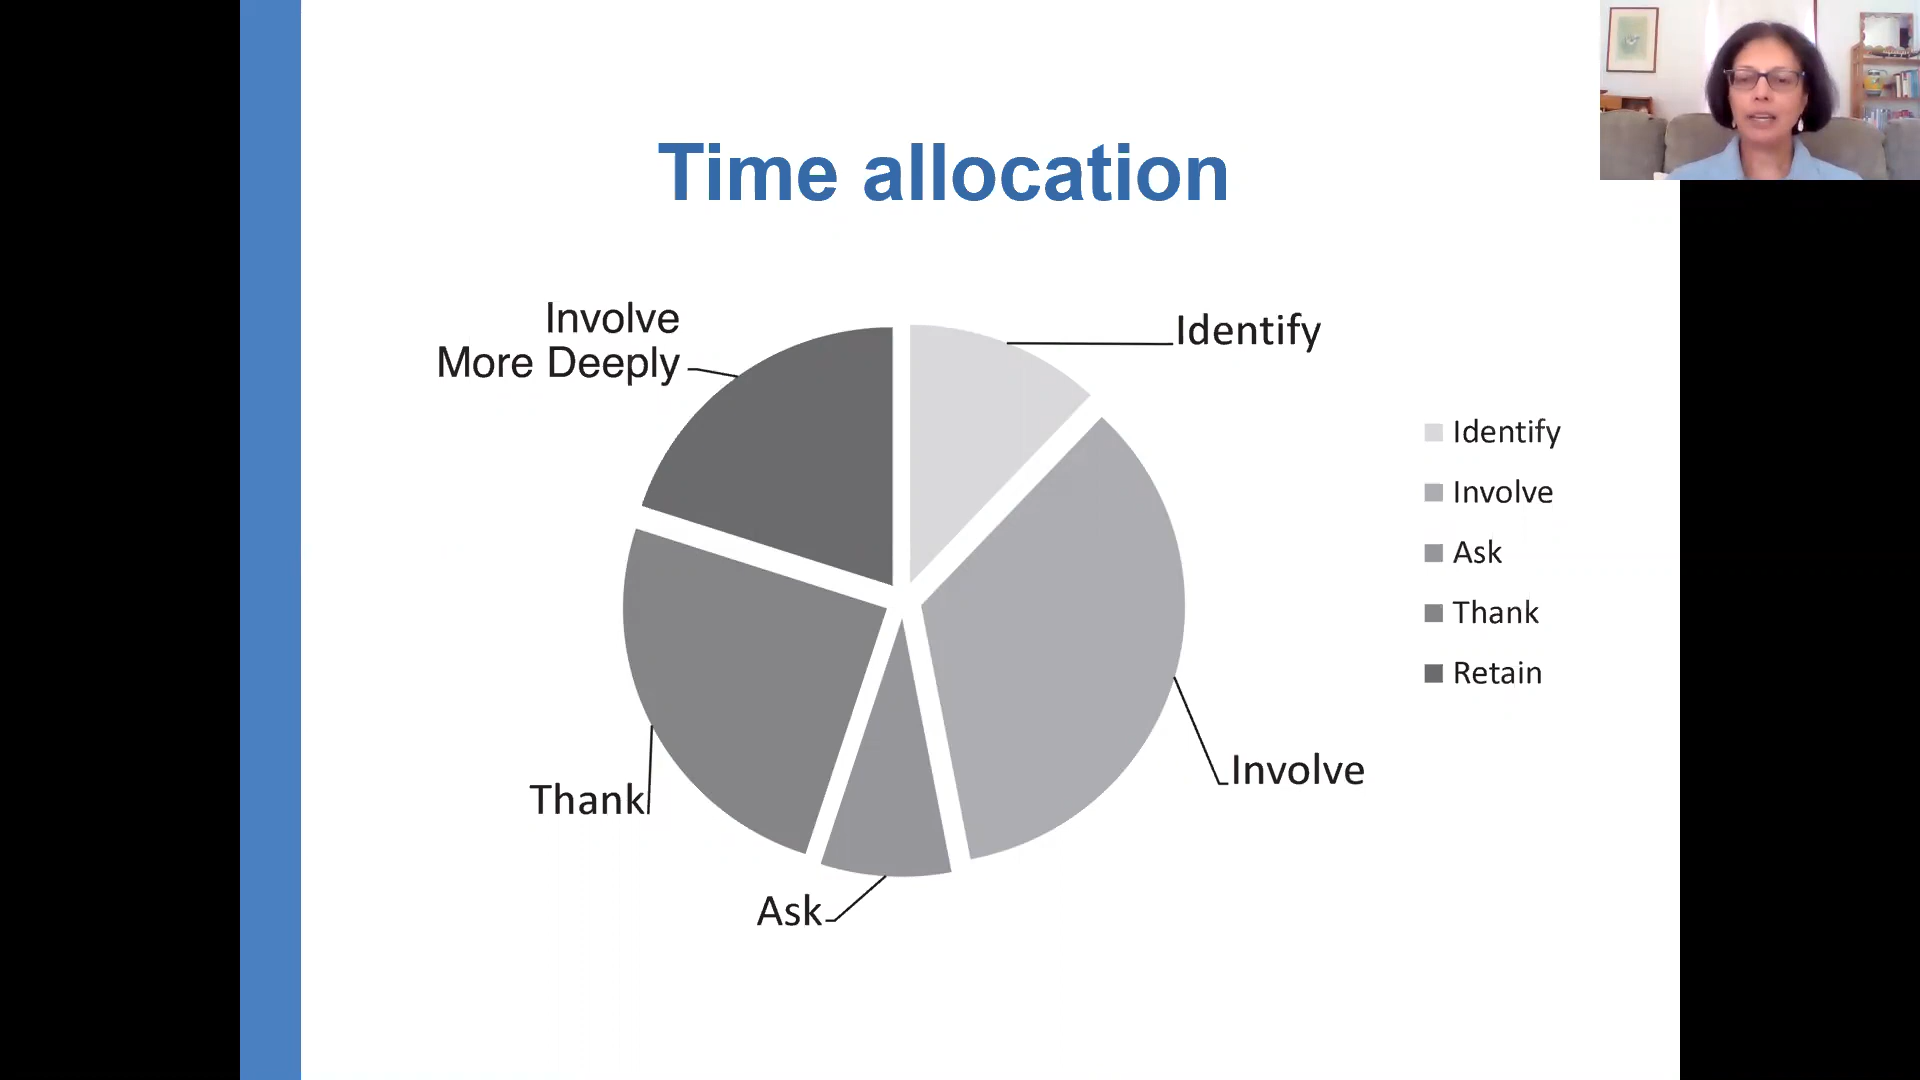 Time allocation
Involve
More Deeply
Identify
Identify
Involve
Ask
Thank
Retain
Involve
Thank
Ask